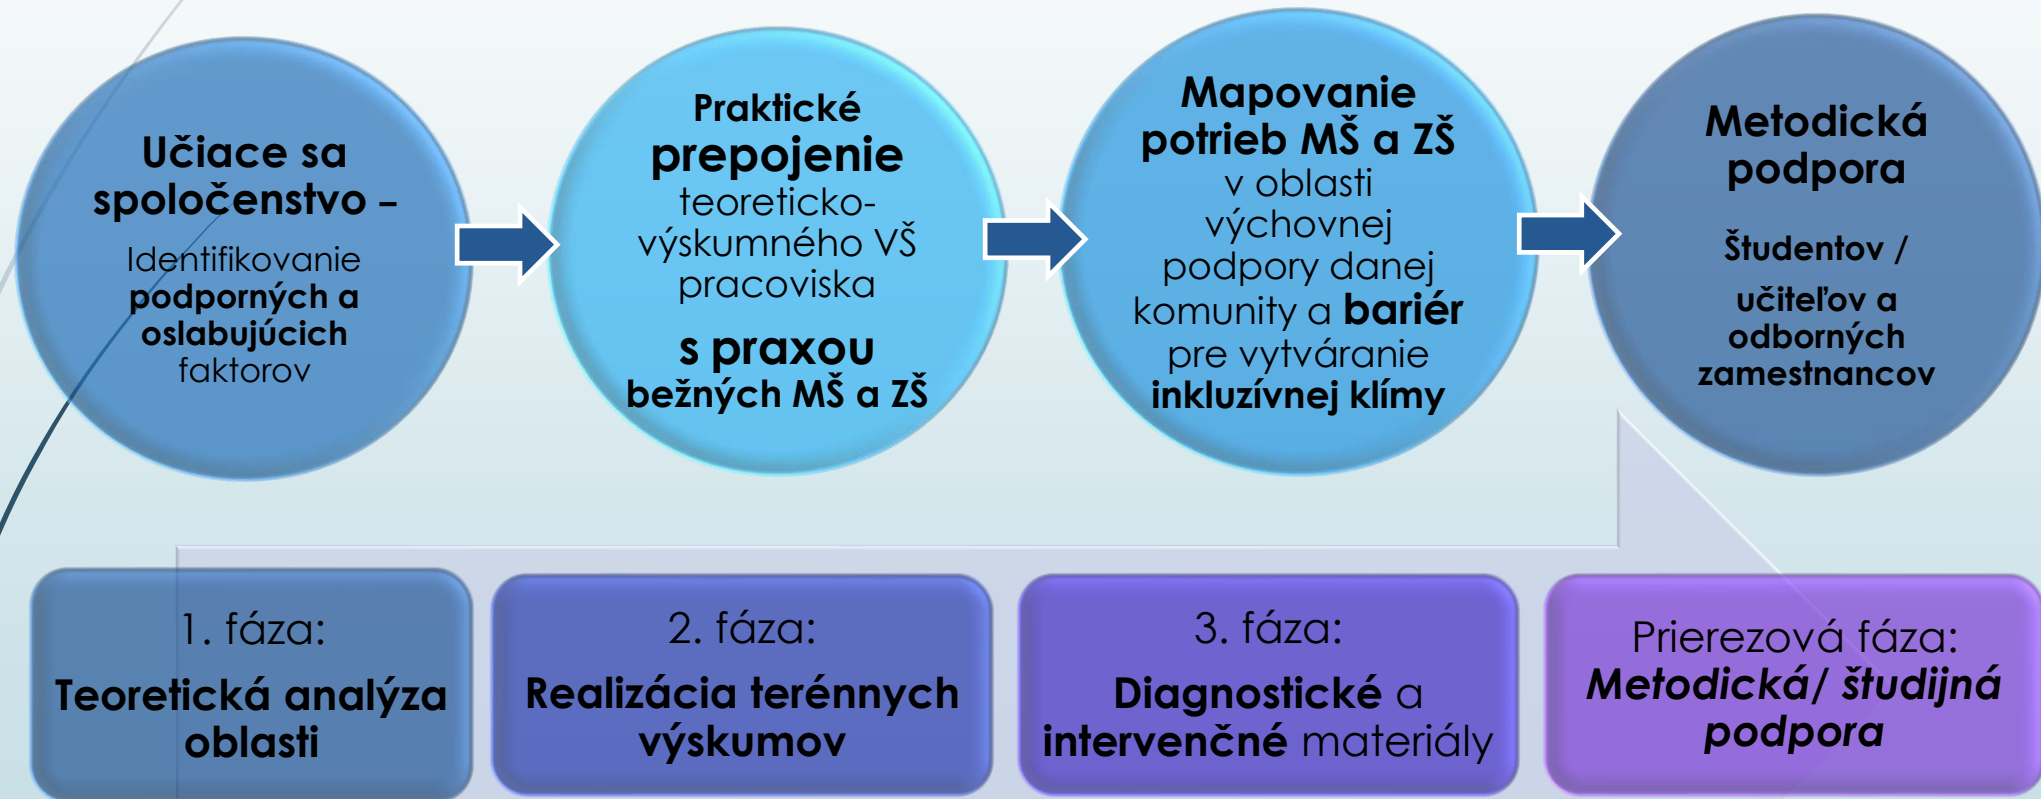 Učiace sa
spoločenstvo –
Identifikovanie
podporných a
oslabujúcich
faktorov
Praktické
prepojenie
teoreticko-
výskumného VŠ
pracoviska
s praxou
bežných MŠ a ZŠ
Mapovanie
potrieb MŠ a ZŠ
v oblasti
výchovnej
podpory danej
komunity a bariér
pre vytváranie
inkluzívnej klímy
Metodická
podpora
Študentov /
učiteľov a
odborných
zamestnancov
1. fáza:
Teoretická analýza
oblasti
2. fáza:
Realizácia terénnych
výskumov
3. fáza:
Diagnostické a
intervenčné materiály
Prierezová fáza:
Metodická/ študijná
podpora